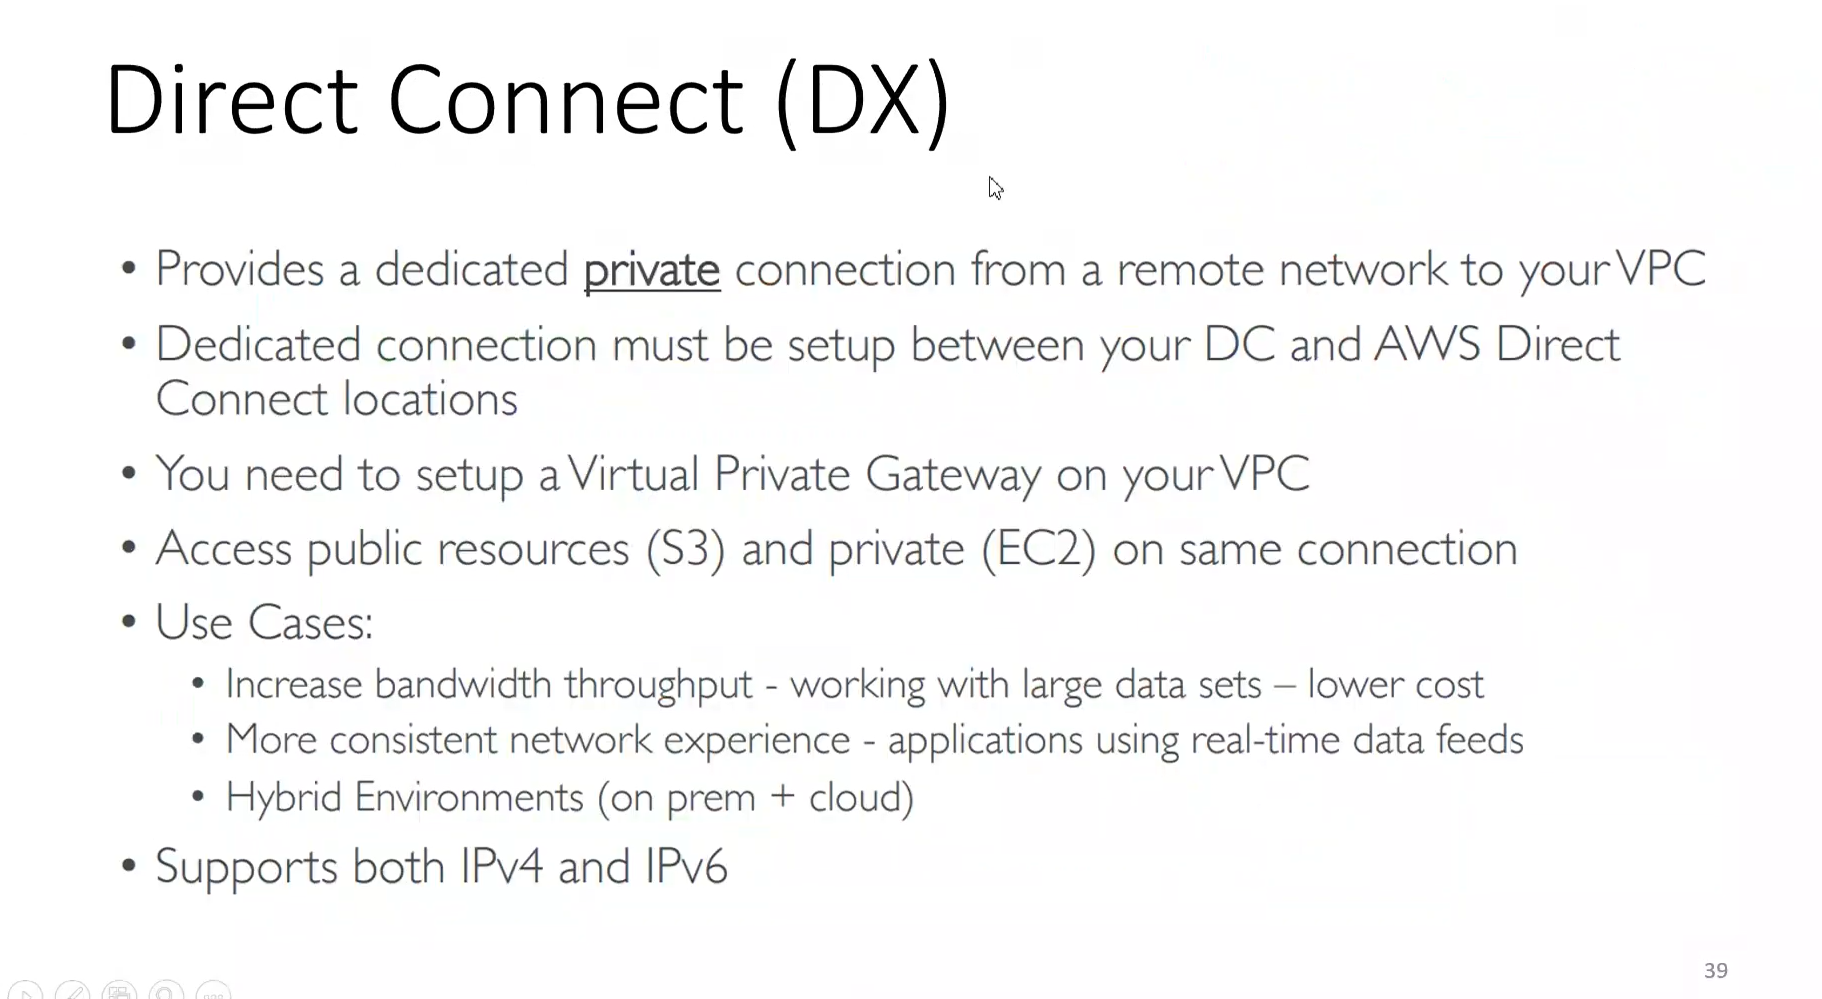 Direct Connect (DX)
• Provides a dedicated private connection from a remote network to your VPC
• Dedicated connection must be setup between your DC and AWS Direct
Connect locations
• You need to setup a Virtual Private Gateway on your VPC
• Access public resources (S3) and private (EC2) on same connection
• Use Cases:
• Increase bandwidth throughput - working with large data sets – lower cost
• More consistent network experience - applications using real-time data feeds
• Hybrid Environments (on prem + cloud)
• Supports both IPv4 and IPv6
39